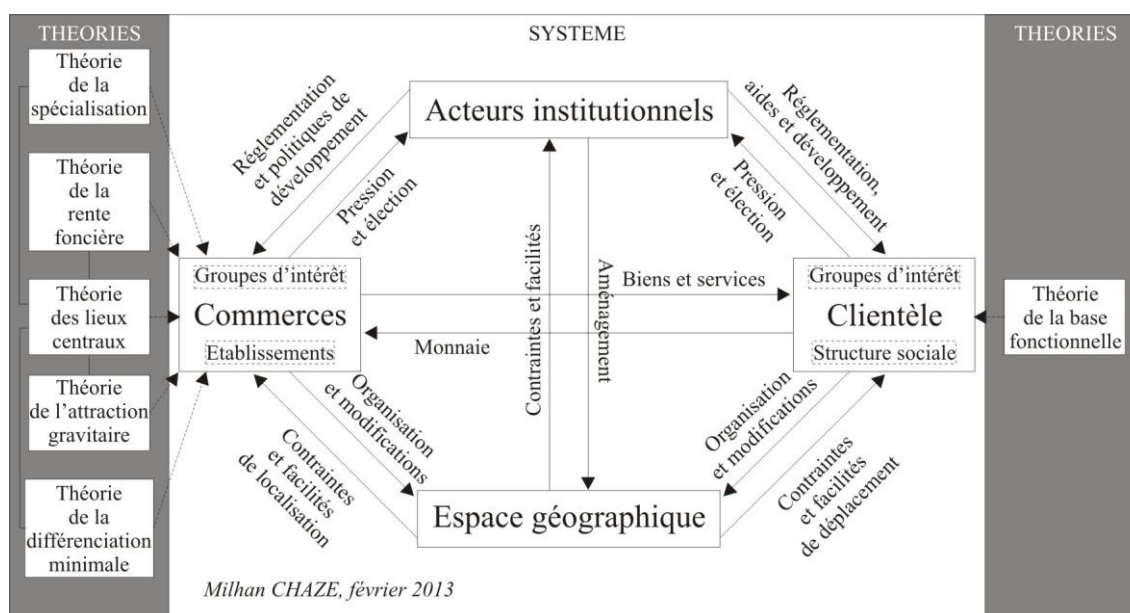 THEORIES
SYSTEME
THEORIES
Théorie
de la
spécialisation
Théorie
de la
rente
foncière
Théorie
des lieux
centraux
Théorie
de l'attraction
gravitaire
Théorie
de la
différenciation
minimale
Acteurs institutionnels
Réglementation
et politiques de
développement
Pression
et élection
Réglementation,
aides et développement
Pression
et élection
Groupes d'intérêt
Commerces
Etablissements
Biens et services
Monnaie
Contraintes et facilités
Aménagement
Groupes d'intérêt
Clientèle
Structure sociale
Théorie
de la base
fonctionnelle
Organisation
et modifications
Contraintes
et facilités
de localisation
Organisation
et modifications
Contraintes
et facilités
de déplacement
Espace géographique
Milhan CHAZE, février 2013